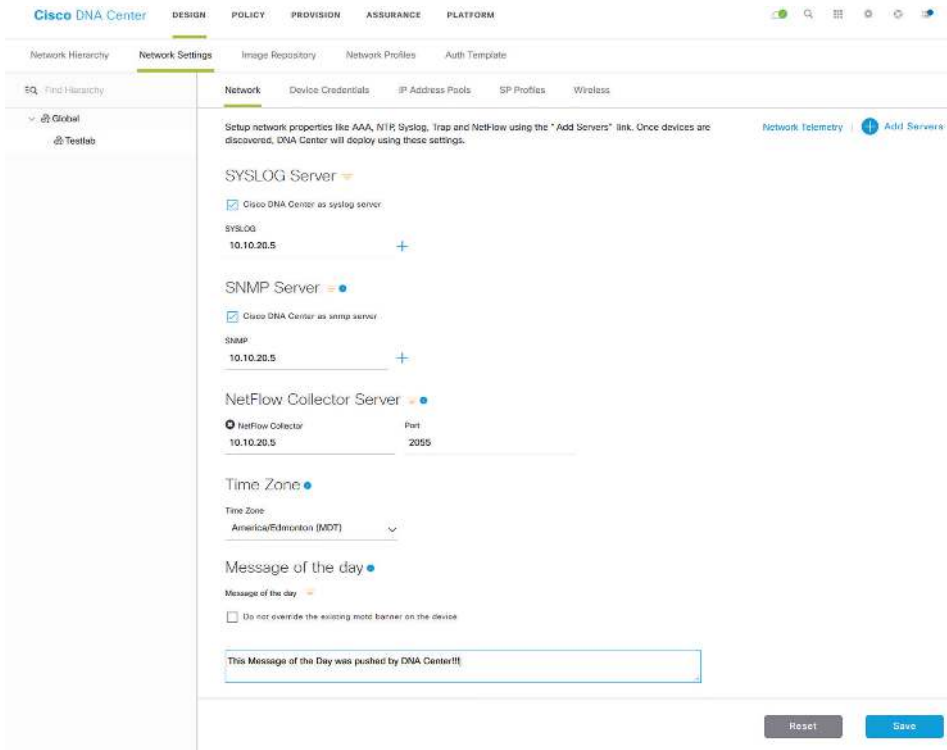 Cisco DNA Center DESIGN POLICY PROVISION ASSURANCE PLATFORM
Network Hierarchy Network Settings Image Repository Network Profiles Auth Template
Find Hierarchy
Global
Testlab
Network Device Credentials IP Address Pools SP Profiles Wireless
Setup network properties like AAA, NTP, Syslog, Trap and NetFlow using the "Add Servers" link. Once devices are
discovered, DNA Center will deploy using these settings.
Network Telemetry Add Servers
SYSLOG Server
Cisco DNA Center as syslog server
SYSLOG
10.10.20.5
SNMP Server
Cisco DNA Center as snmp server
SNMP
10.10.20.5
NetFlow Collector Server
NetFlow Collector Port
10.10.20.5 2055
Time Zone
Time Zone
America/Edmonton (MDT)
Message of the day
Message of the day
Do not override the existing motd banner on the device
This Message of the Day was pushed by DNA Center!!!
Reset Save